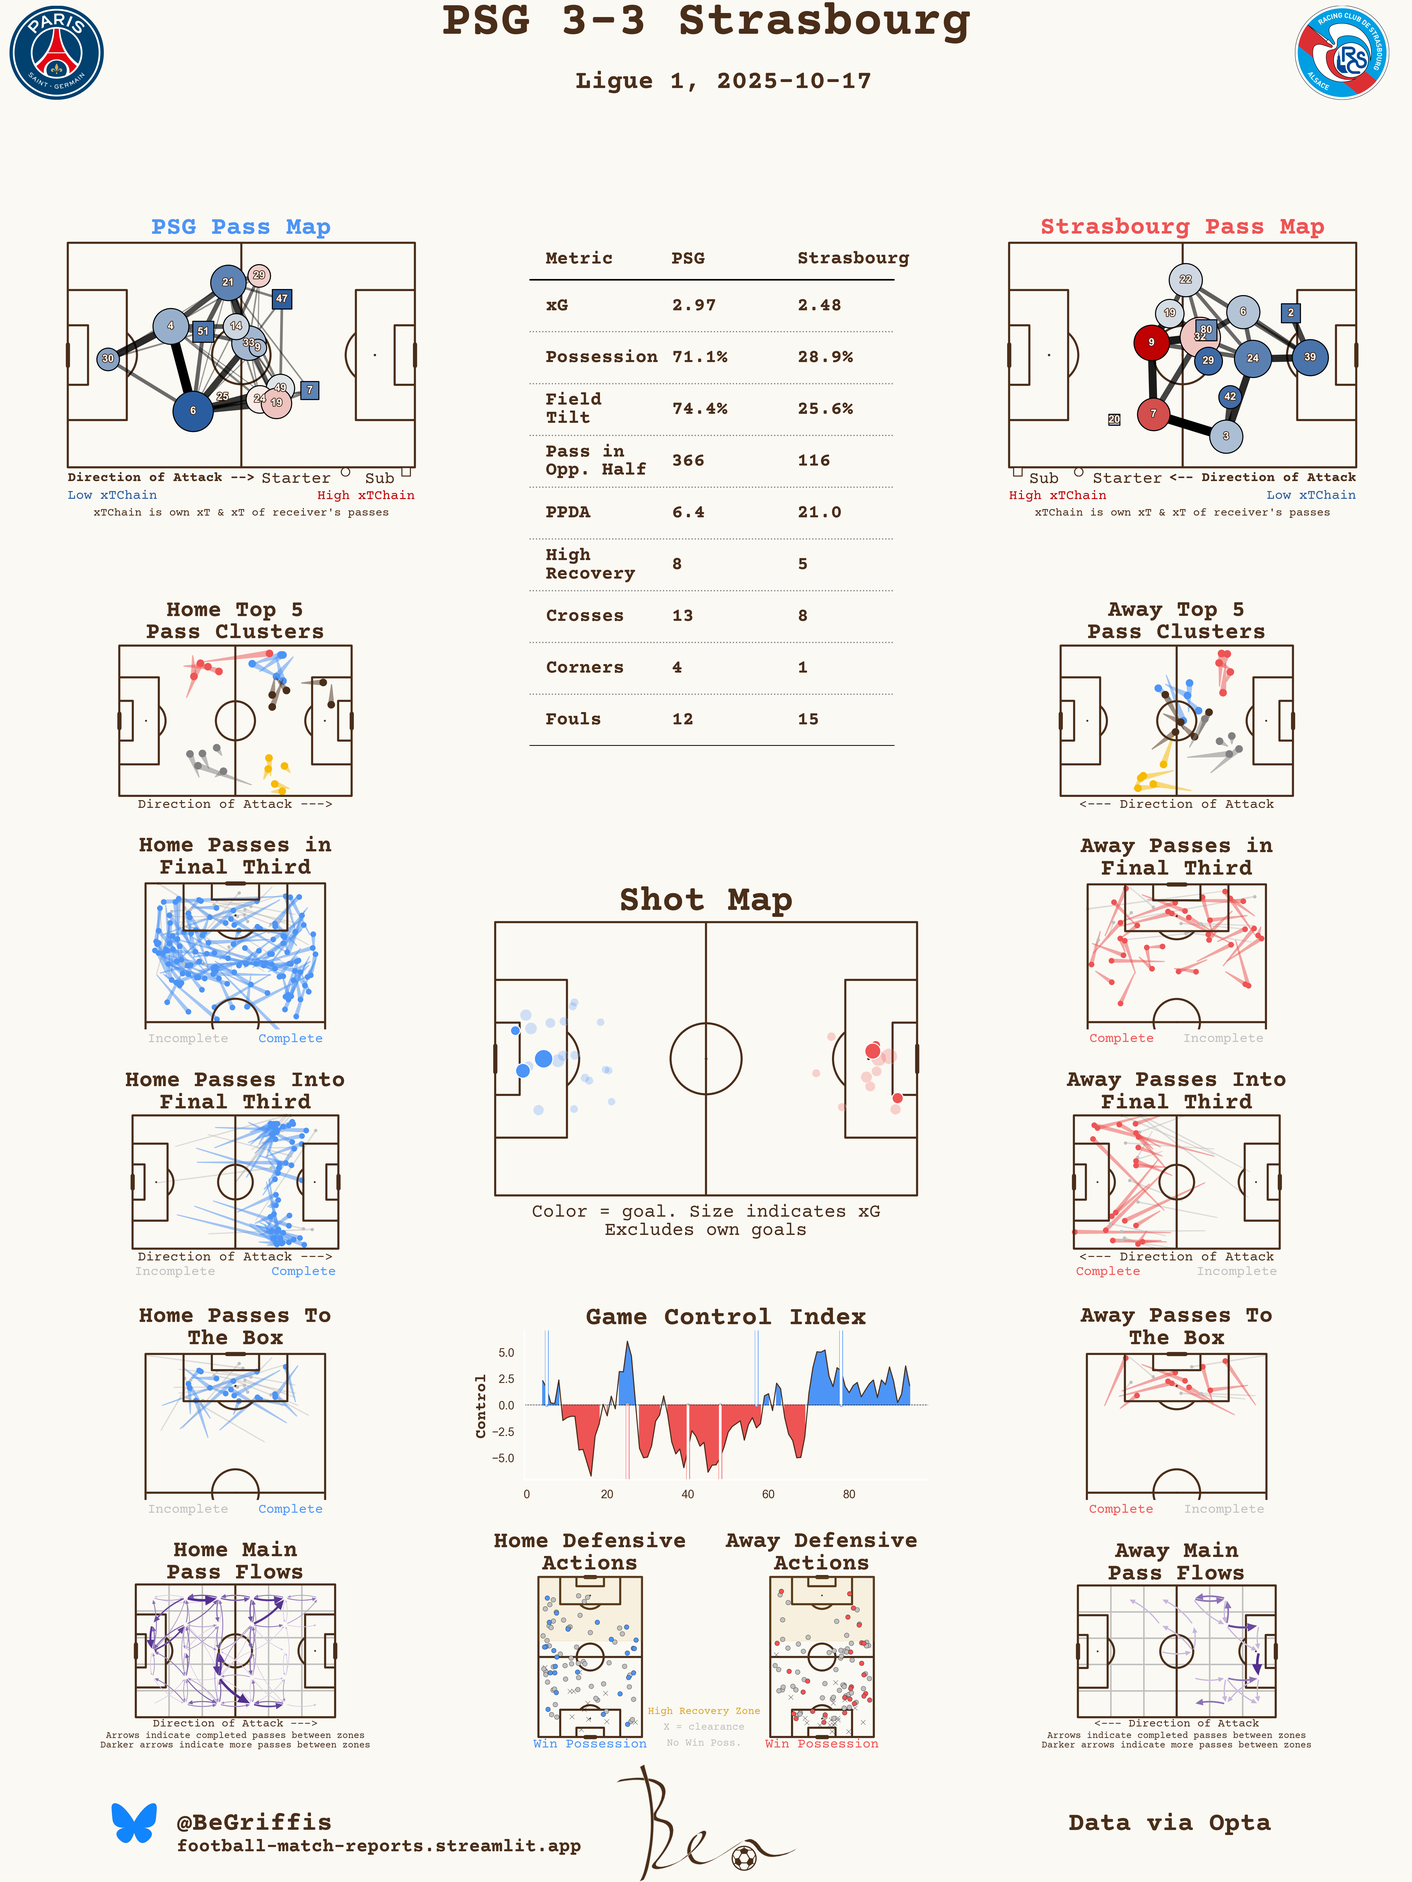 PSG 3-3 Strasbourg
Ligue 1, 2025-10-17
PARIS
SAINT-GERMAIN
RACING CLUB DE STRASBOURG
ALSACE
RCS
PSG Pass Map
21
29
47
4
51
14
33
9
30
49
7
25
24
19
6
Direction of Attack --> Starter Sub
Low xTChain High xTChain
xTChain is own xT & xT of receiver's passes
Metric PSG Strasbourg
xG 2.97 2.48
Possession 71.1% 28.9%
Field
Tilt 74.4% 25.6%
Pass in
Opp. Half 366 116
PPDA 6.4 21.0
High
Recovery 8 5
Crosses 13 8
Corners 4 1
Fouls 12 15
Strasbourg Pass Map
22
19
6
2
80
32
9
29
24
39
42
7
20
3
Sub Starter <-- Direction of Attack
High xTChain Low xTChain
xTChain is own xT & xT of receiver's passes
Home Top 5
Pass Clusters
Direction of Attack --->
Away Top 5
Pass Clusters
<--- Direction of Attack
Home Passes in
Final Third
Incomplete Complete
Away Passes in
Final Third
Complete Incomplete
Shot Map
Color = goal. Size indicates xG
Excludes own goals
Home Passes Into
Final Third
Direction of Attack --->
Incomplete Complete
Away Passes Into
Final Third
<--- Direction of Attack
Complete Incomplete
Home Passes To
The Box
Incomplete Complete
Game Control Index
Control
5.0
2.5
0.0
−2.5
−5.0
0 20 40 60 80
Away Passes To
The Box
Complete Incomplete
Home Main
Pass Flows
Direction of Attack --->
Arrows indicate completed passes between zones
Darker arrows indicate more passes between zones
Home Defensive
Actions
Win Possession
Away Defensive
Actions
Win Possession
High Recovery Zone
X = clearance
No Win Poss.
Away Main
Pass Flows
<--- Direction of Attack
Arrows indicate completed passes between zones
Darker arrows indicate more passes between zones
@BeGriffis
football-match-reports.streamlit.app
Ben
Data via Opta